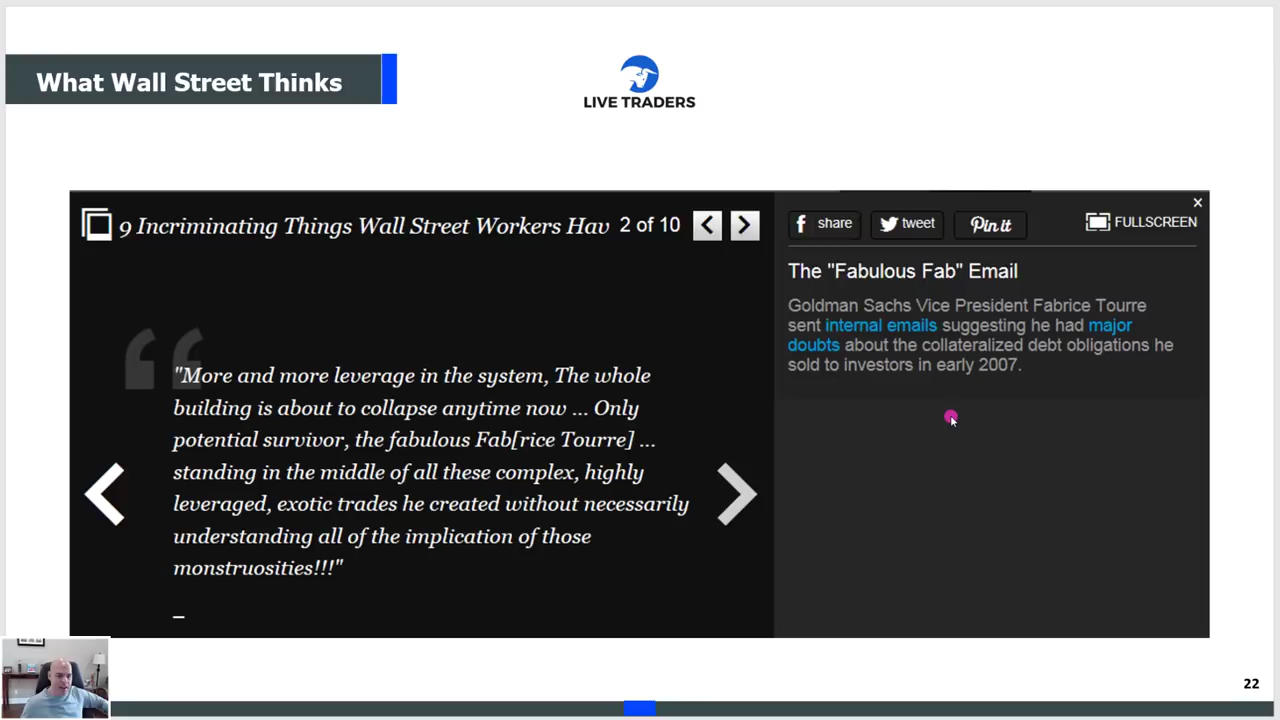 What Wall Street Thinks
LIVE TRADERS
9 Incriminating Things Wall Street Workers Hav
2 of 10
share
tweet
Pin it
FULLSCREEN
The "Fabulous Fab" Email
Goldman Sachs Vice President Fabrice Tourre
sent internal emails suggesting he had major
doubts about the collateralized debt obligations he
sold to investors in early 2007.
"More and more leverage in the system, The whole
building is about to collapse anytime now ... Only
potential survivor, the fabulous Fab[rice Tourre] ...
standing in the middle of all these complex, highly
leveraged, exotic trades he created without necessarily
understanding all of the implication of those
monstruosities!!!"
–
22